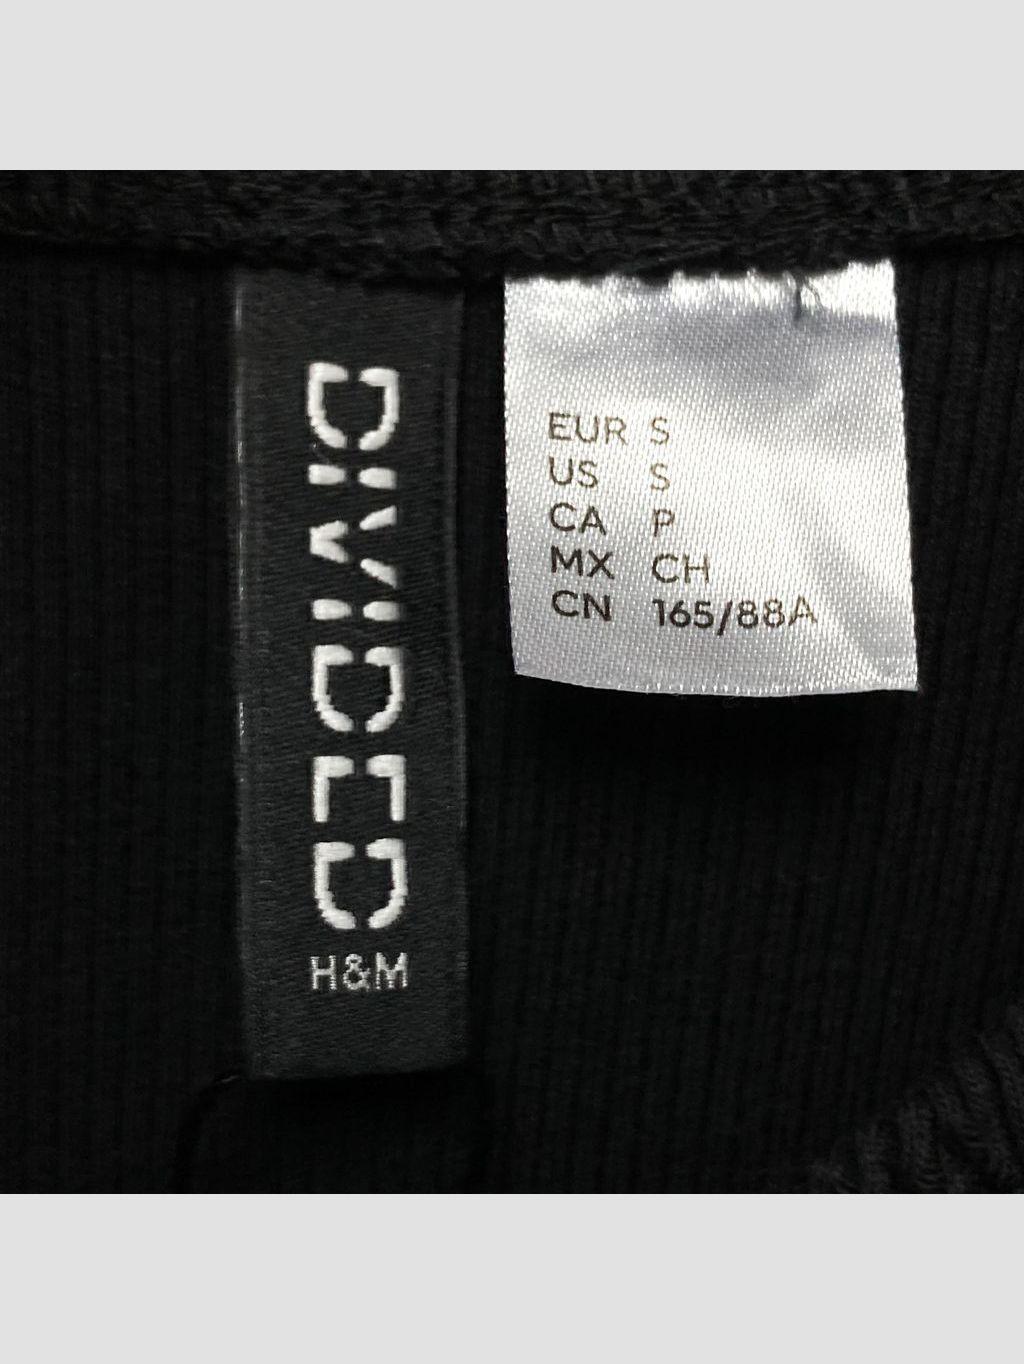 DIVIDED
H&M
EUR S
US S
CA P
MX CH
CN 165/88A